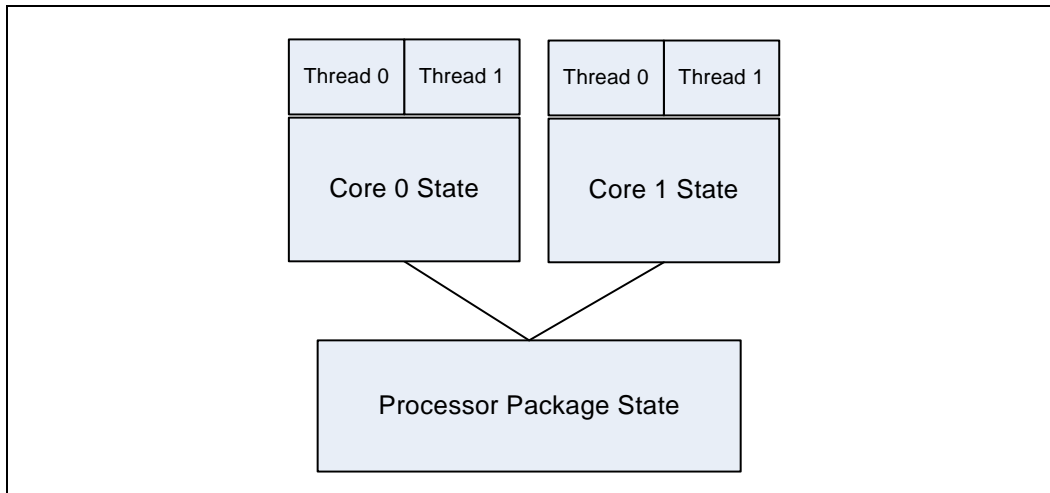 Thread 0 Thread 1 Thread 0 Thread 1
Core 0 State Core 1 State
Processor Package State